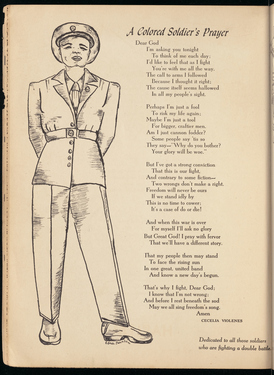 A Colored Soldier's Prayer
Dear God
I'm asking you tonight
To think of me each day;
I'd like to feel that as I fight
You're with me all the way.
The call to arms I followed
Because I thought it right;
The cause itself seems hallowed
In all my people's sight.
Perhaps I'm just a fool
To risk my life again;
Maybe I'm just a tool
For bigger, craftier men.
Am I just cannon fodder?
Some people say 'tis so
They say—"Why do you bother?
Your glory will be woe."
But I've got a strong conviction
That this is our fight,
And contrary to some fiction—
Two wrongs don't make a right.
Freedom will never be ours
If we stand idly by
This is no time to cower;
It's a case of do or die!
And when this war is over
For myself I'll ask no glory
But Great God! I pray with fervor
That we'll have a different story.
That my people then may stand
To face the rising sun
In one great, united band
And know a new day's begun.
That's why I fight, Dear God:
I know that I'm not wrong;
And before I rest beneath the sod
May we all sing freedom's song.
Amen
CECELIA VIOLENES
Dedicated to all those soldiers
who are fighting a double battle